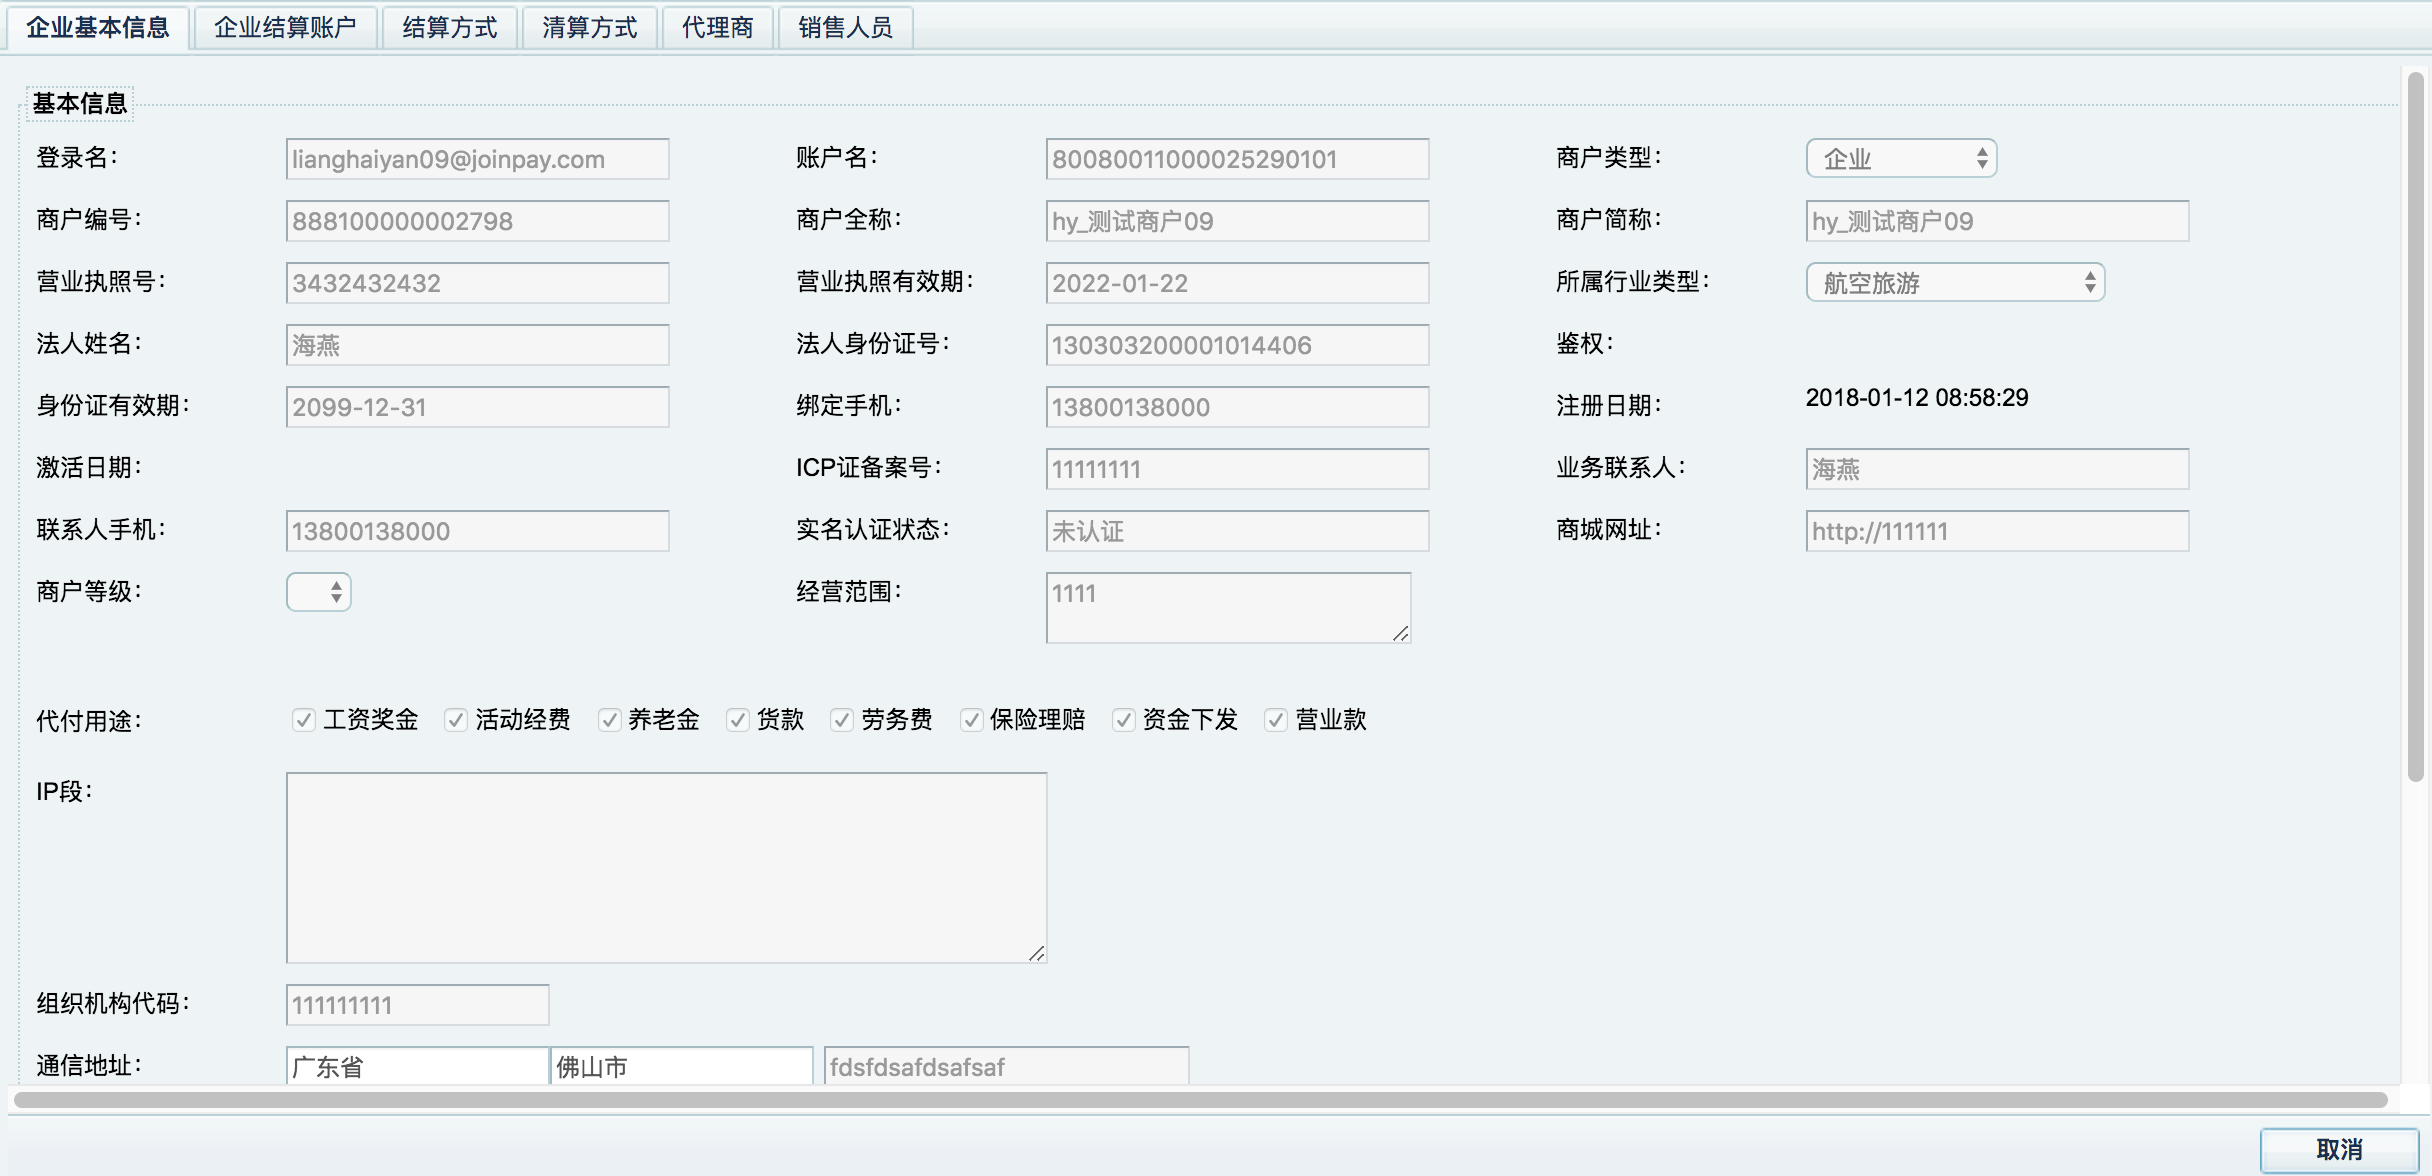 企业基本信息 企业结算账户 结算方式 清算方式 代理商 销售人员
基本信息
登录名： lianghaiyan09@joinpay.com 账户名： 80080011000025290101 商户类型： 企业
商户编号： 888100000002798 商户全称： hy_测试商户09 商户简称： hy_测试商户09
营业执照号： 3432432432 营业执照有效期： 2022-01-22 所属行业类型： 航空旅游
法人姓名： 海燕 法人身份证号： 130303200001014406 鉴权：
身份证有效期： 2099-12-31 绑定手机： 13800138000 注册日期： 2018-01-12 08:58:29
激活日期： ICP证备案号： 11111111 业务联系人： 海燕
联系人手机： 13800138000 实名认证状态： 未认证 商城网址： http://111111
商户等级： 经营范围： 1111
代付用途： 工资奖金 活动经费 养老金 货款 劳务费 保险理赔 资金下发 营业款
IP段：
组织机构代码： 111111111
通信地址： 广东省 佛山市 fdsfdsafdsafsaf
取消